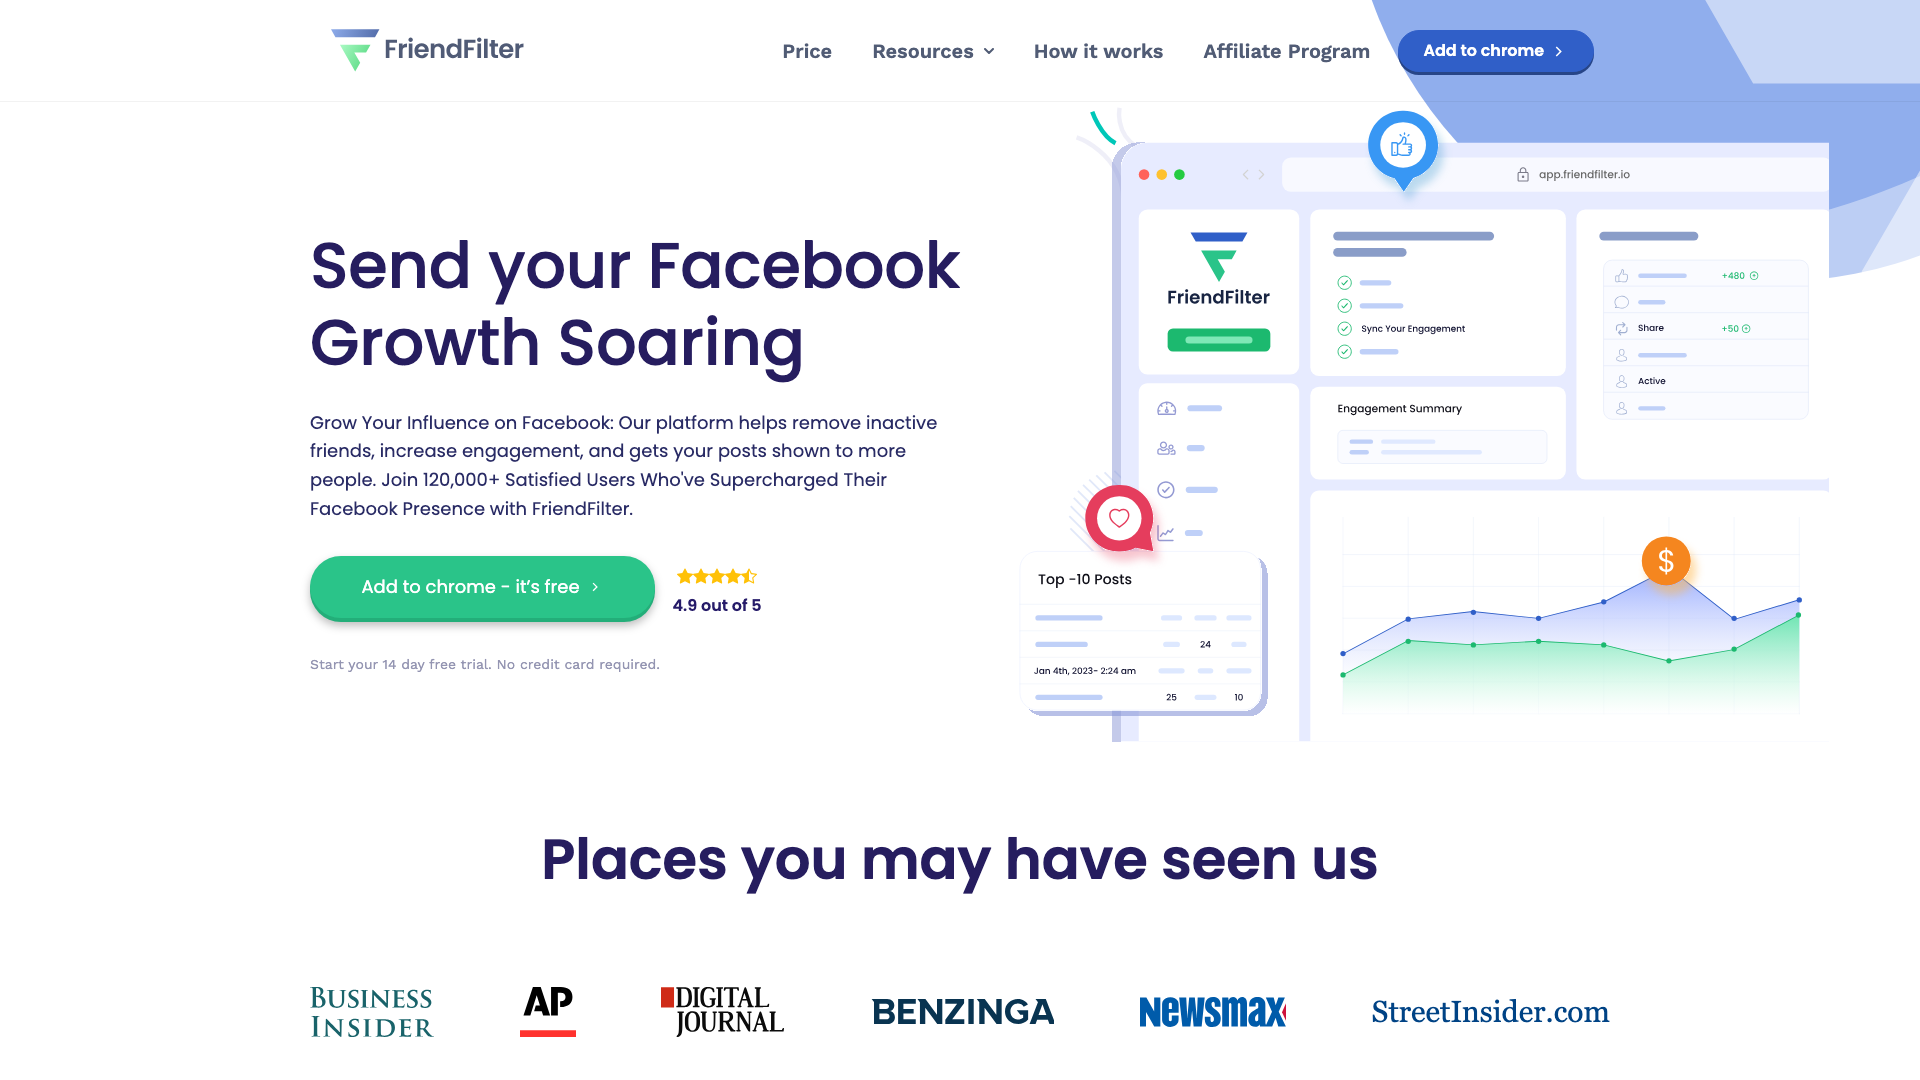 FriendFilter
Price
Resources
How it works
Affiliate Program
Add to chrome
Send your Facebook
Growth Soaring
Grow Your Influence on Facebook: Our platform helps remove inactive
friends, increase engagement, and gets your posts shown to more
people. Join 120,000+ Satisfied Users Who've Supercharged Their
Facebook Presence with FriendFilter.
Add to chrome - it's free
4.9 out of 5
Start your 14 day free trial. No credit card required.
app.friendfilter.io
FriendFilter
Sync Your Engagement
+480
Share
+50
Active
Engagement Summary
$
Top -10 Posts
24
Jan 4th, 2023- 2:24 am
25
10
Places you may have seen us
BUSINESS
INSIDER
AP
DIGITAL
JOURNAL
BENZINGA
Newsmax
StreetInsider.com